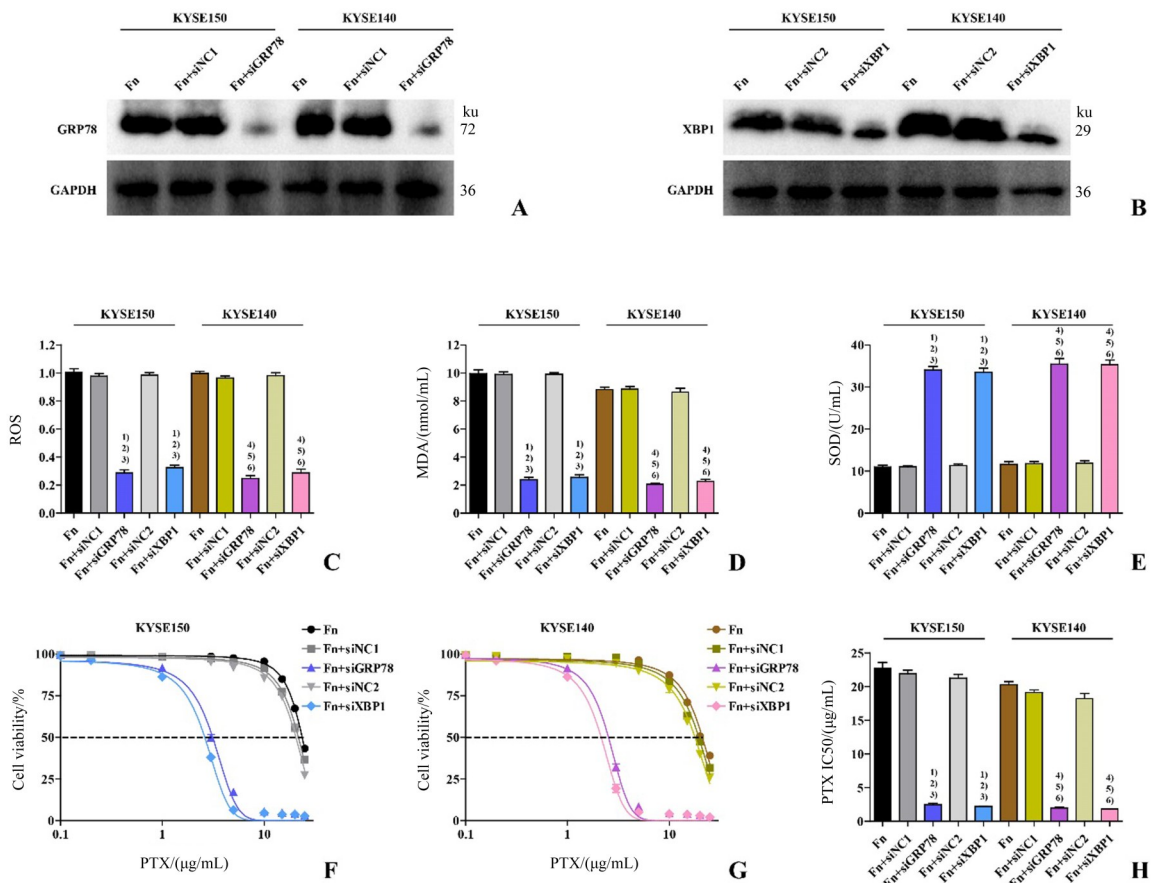 KYSE150 KYSE140
Fn Fn+siNC1 Fn+siGRP78 Fn Fn+siNC1 Fn+siGRP78
ku
GRP78 72
GAPDH 36
A
KYSE150 KYSE140
Fn Fn+siNC2 Fn+siXBP1 Fn Fn+siNC2 Fn+siXBP1
ku
XBP1 29
GAPDH 36
B
KYSE150 KYSE140
ROS
1.2
1.0
0.8
0.6
0.4
0.2
0.0
1) 1) 4) 4)
2) 2) 5) 5)
3) 3) 6) 6)
Fn Fn+siNC1 Fn+siGRP78 Fn+siNC2 Fn+siXBP1 Fn Fn+siNC1 Fn+siGRP78 Fn+siNC2 Fn+siXBP1
C
KYSE150 KYSE140
MDA/(nmol/mL)
12
10
8
6
4
2
0
1) 1) 4) 4)
2) 2) 5) 5)
3) 3) 6) 6)
Fn Fn+siNC1 Fn+siGRP78 Fn+siNC2 Fn+siXBP1 Fn Fn+siNC1 Fn+siGRP78 Fn+siNC2 Fn+siXBP1
D
KYSE150 KYSE140
SOD/(U/mL)
40
30
20
10
0
1) 1) 4) 4)
2) 2) 5) 5)
3) 3) 6) 6)
Fn Fn+siNC1 Fn+siGRP78 Fn+siNC2 Fn+siXBP1 Fn Fn+siNC1 Fn+siGRP78 Fn+siNC2 Fn+siXBP1
E
KYSE150
Fn
Fn+siNC1
Fn+siGRP78
Fn+siNC2
Fn+siXBP1
Cell viability/%
100
75
50
25
0
0.1 1 10
PTX/(μg/mL)
F
KYSE140
Fn
Fn+siNC1
Fn+siGRP78
Fn+siNC2
Fn+siXBP1
Cell viability/%
100
75
50
25
0
0.1 1 10
PTX/(μg/mL)
G
KYSE150 KYSE140
PTX IC50/(μg/mL)
25
20
15
10
5
0
1) 1) 4) 4)
2) 2) 5) 5)
3) 3) 6) 6)
Fn Fn+siNC1 Fn+siGRP78 Fn+siNC2 Fn+siXBP1 Fn Fn+siNC1 Fn+siGRP78 Fn+siNC2 Fn+siXBP1
H